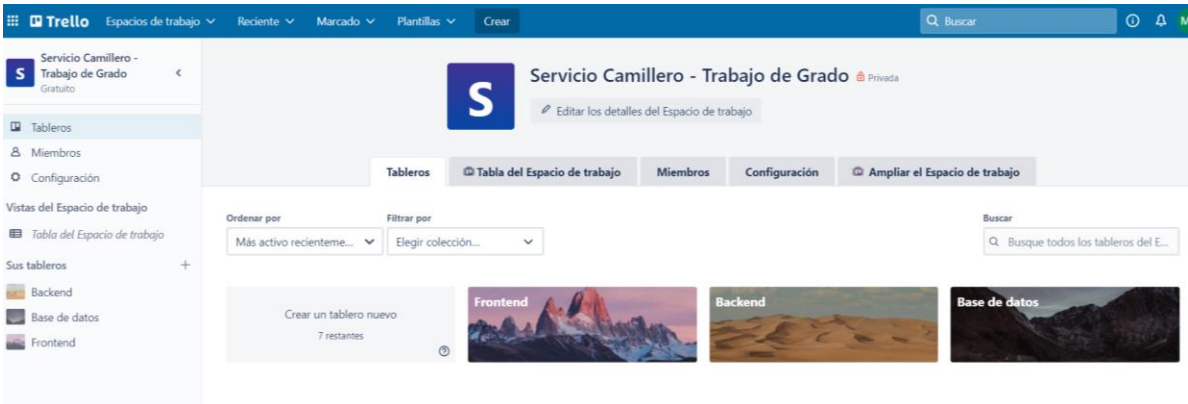 Trello Espacios de trabajo Reciente Marcado Plantillas Crear Buscar
S
Servicio Camillero -
Trabajo de Grado
Gratuito
Tableros
Miembros
Configuración
Vistas del Espacio de trabajo
Tabla del Espacio de trabajo
Sus tableros
Backend
Base de datos
Frontend
S
Servicio Camillero - Trabajo de Grado Privada
Editar los detalles del Espacio de trabajo
Tableros Tabla del Espacio de trabajo Miembros Configuración Ampliar el Espacio de trabajo
Ordenar por Filtrar por Buscar
Más activo recienteme... Elegir colección... Busque todos los tableros del E...
Crear un tablero nuevo
7 restantes
Frontend
Backend
Base de datos